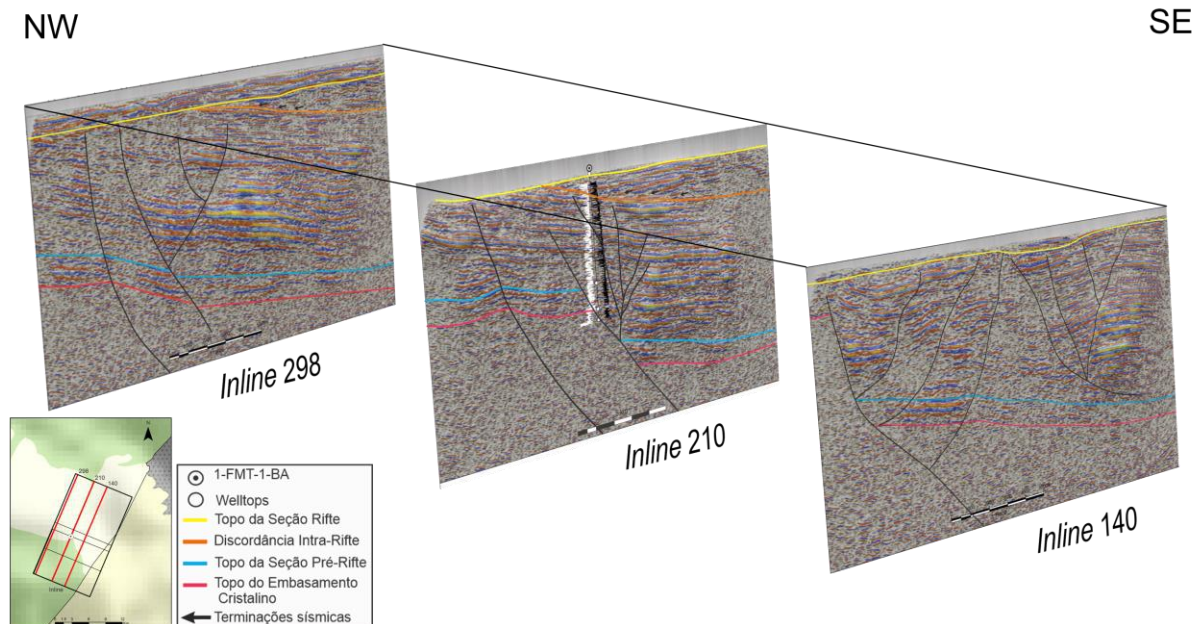 NW
SE
Inline 298
Inline 210
Inline 140
298
210
140
Inline
1-FMT-1-BA
Welltops
Topo da Seção Rifte
Discordância Intra-Rifte
Topo da Seção Pré-Rifte
Topo do Embasamento
Cristalino
Terminações sísmicas